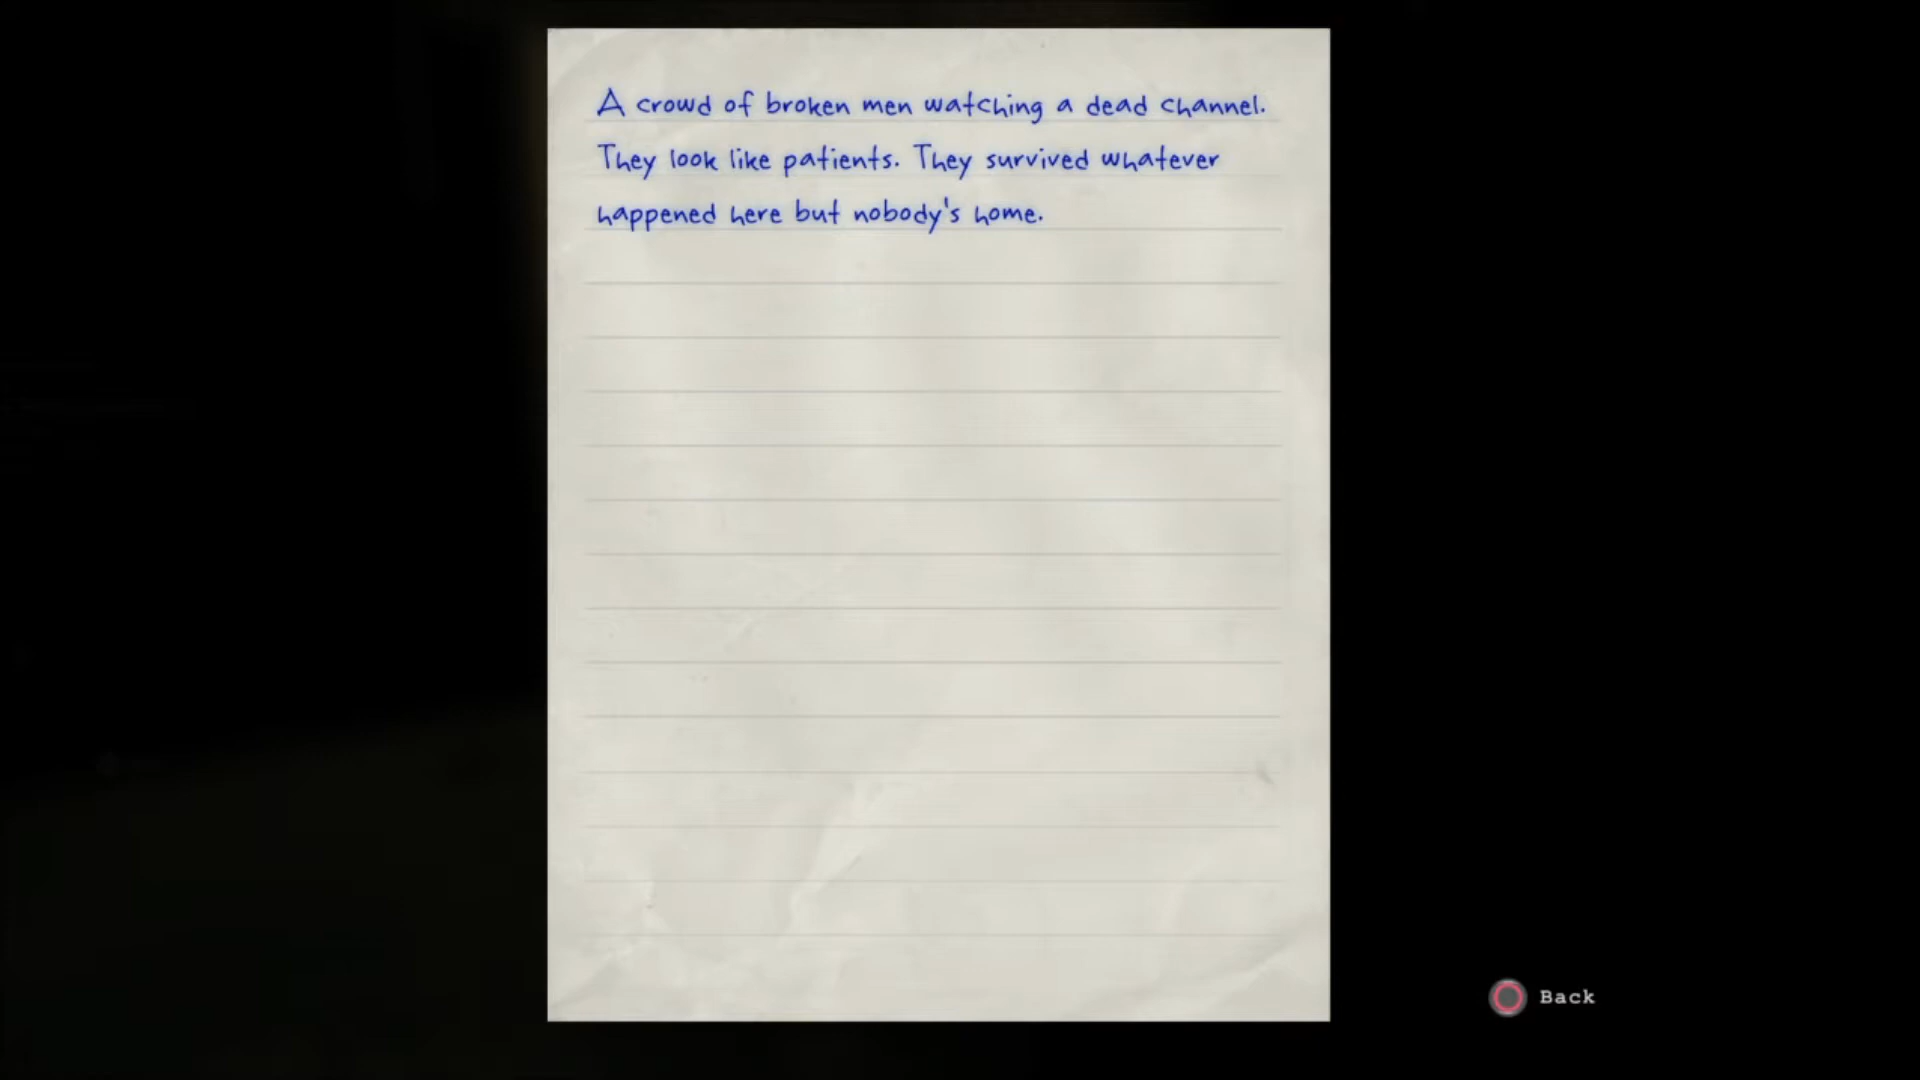 A crowd of broken men watching a dead channel.
They look like patients. They survived whatever
happened here but nobody's home.
Back